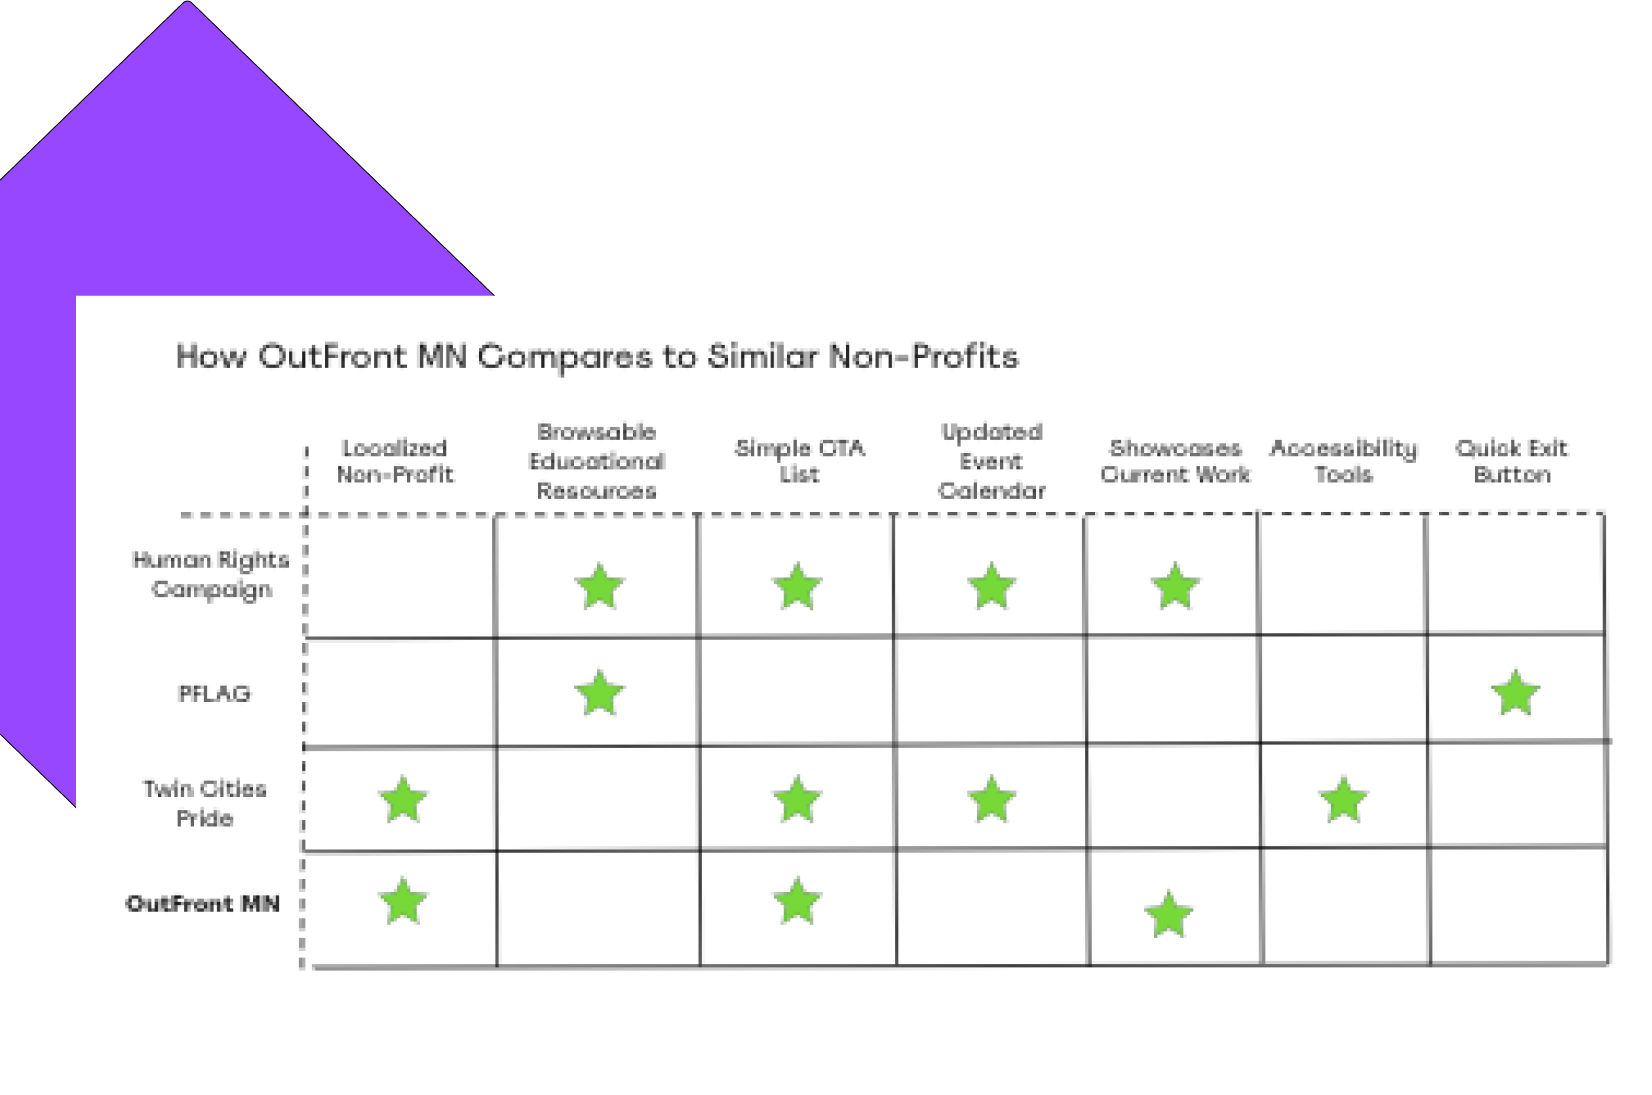 How OutFront MN Compares to Similar Non-Profits
Localized
Non-Profit
Browsable
Educational
Resources
Simple CTA
List
Updated
Event
Calendar
Showcases
Current Work
Accessibility
Tools
Quick Exit
Button
Human Rights
Campaign
PFLAG
Twin Cities
Pride
OutFront MN